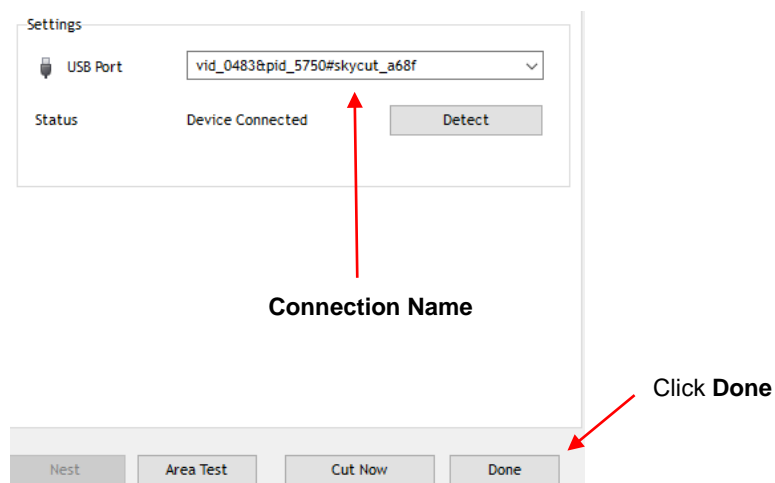 Settings
USB Port vid_0483&pid_5750#skycut_a68f
Status Device Connected Detect
Connection Name
Click Done
Nest Area Test Cut Now Done